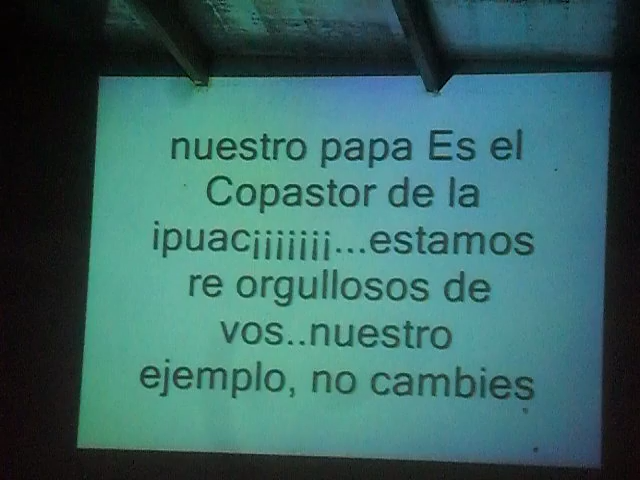 nuestro papa Es el
Copastor de la
ipuac¡¡¡¡¡¡¡...estamos
re orgullosos de
vos..nuestro
ejemplo, no cambies